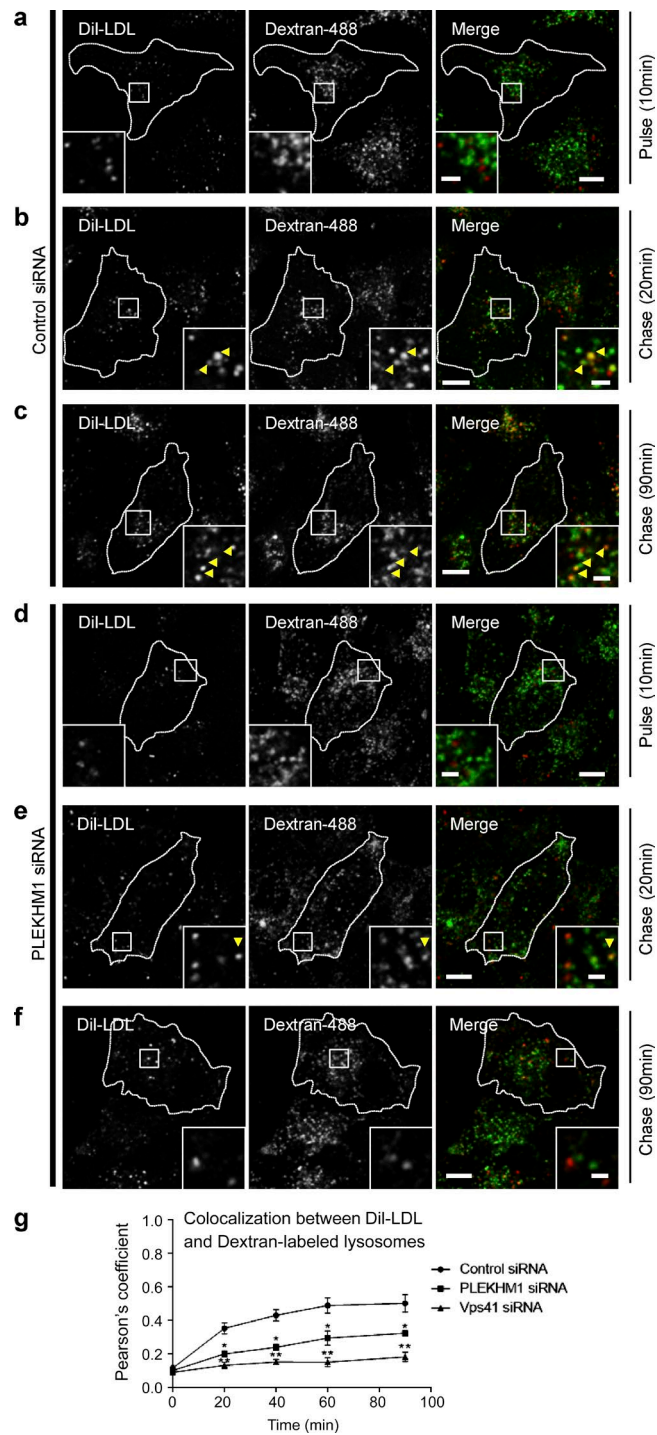 a
DiI-LDL
Dextran-488
Merge
Pulse (10min)
b
DiI-LDL
Dextran-488
Merge
Chase (20min)
Control siRNA
c
DiI-LDL
Dextran-488
Merge
Chase (90min)
d
DiI-LDL
Dextran-488
Merge
Pulse (10min)
e
DiI-LDL
Dextran-488
Merge
Chase (20min)
PLEKHM1 siRNA
f
DiI-LDL
Dextran-488
Merge
Chase (90min)
g
Colocalization between DiI-LDL
and Dextran-labeled lysosomes
Pearson's coefficient
1.0
0.8
0.6
0.4
0.2
0.0
* * * *
** ** ** **
0 20 40 60 80 100
Time (min)
Control siRNA
PLEKHM1 siRNA
Vps41 siRNA